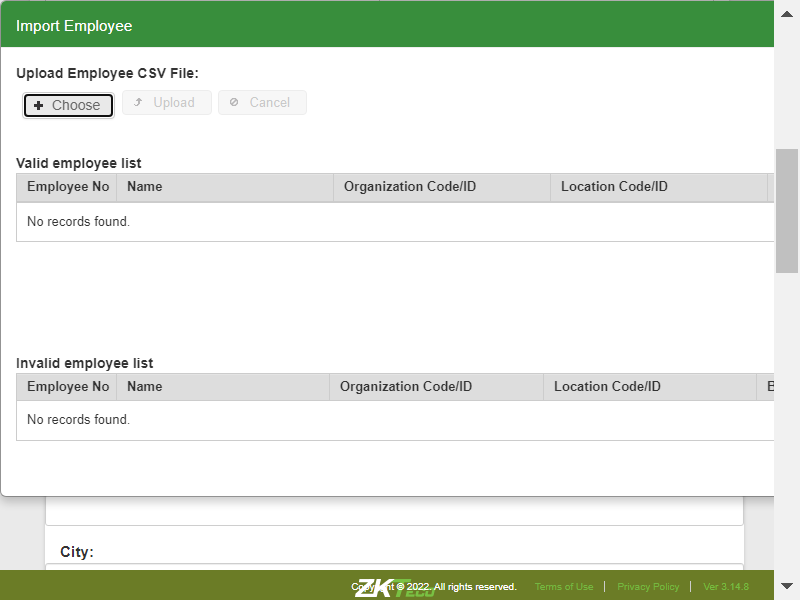 Import Employee
Upload Employee CSV File:
Choose Upload Cancel
Valid employee list
Employee No Name Organization Code/ID Location Code/ID
No records found.
Invalid employee list
Employee No Name Organization Code/ID Location Code/ID B
No records found.
City:
ZKTeco
Copyright © 2022. All rights reserved. Terms of Use | Privacy Policy | Ver 3.14.8